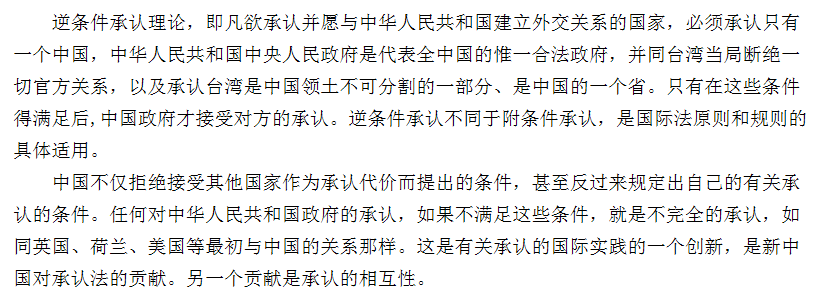 逆条件承认理论，即凡欲承认并愿与中华人民共和国建立外交关系的国家，必须承认只有
一个中国，中华人民共和国中央人民政府是代表全中国的惟一合法政府，并同台湾当局断绝一
切官方关系，以及承认台湾是中国领土不可分割的一部分、是中国的一个省。只有在这些条件
得满足后,中国政府才接受对方的承认。逆条件承认不同于附条件承认，是国际法原则和规则的
具体适用。
中国不仅拒绝接受其他国家作为承认代价而提出的条件，甚至反过来规定出自己的有关承
认的条件。任何对中华人民共和国政府的承认，如果不满足这些条件，就是不完全的承认，如
同英国、荷兰、美国等最初与中国的关系那样。这是有关承认的国际实践的一个创新，是新中
国对承认法的贡献。另一个贡献是承认的相互性。